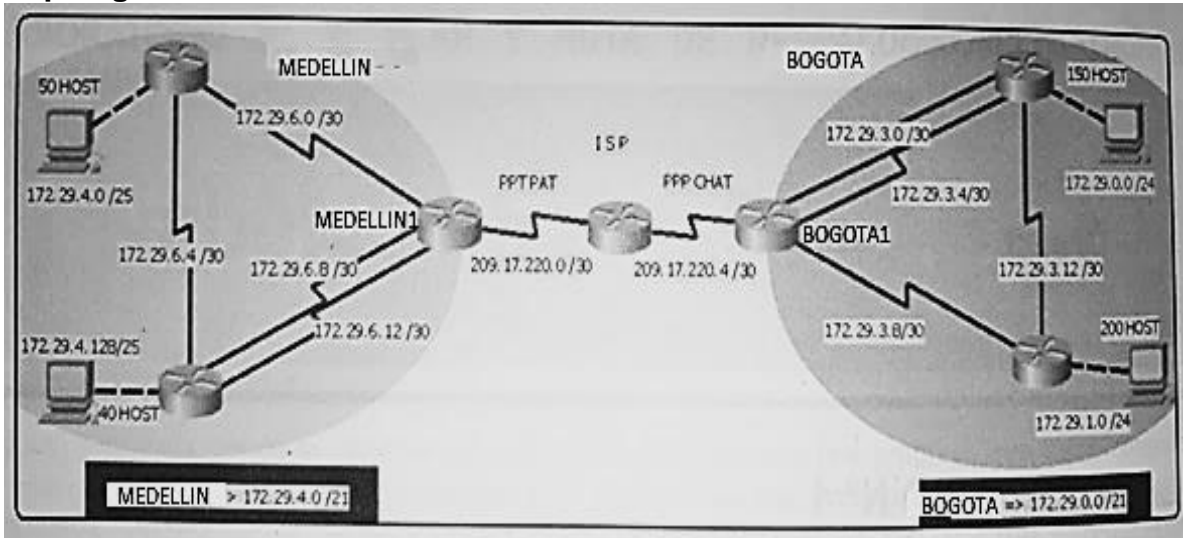 MEDELLIN - -
BOGOTA
50 HOST
150 HOST
172.29.6.0 /30
172.29.3.0 /30
ISP
172.29.4.0 /25
PPT PAT
PPP CHAT
172.29.3.4/30
172.29.0.0 /24
MEDELLIN1
BOGOTA1
172.29.6.4 /30
172.29.6.8 /30
209.17.220.0 /30
209.17.220.4 /30
172.29.3.12 /30
172.29.6.12 /30
172.29.3.8/30
172.29.4.128/25
200 HOST
40 HOST
172.29.1.0 /24
MEDELLIN > 172.29.4.0 /21
BOGOTA => 172.29.0.0 /21